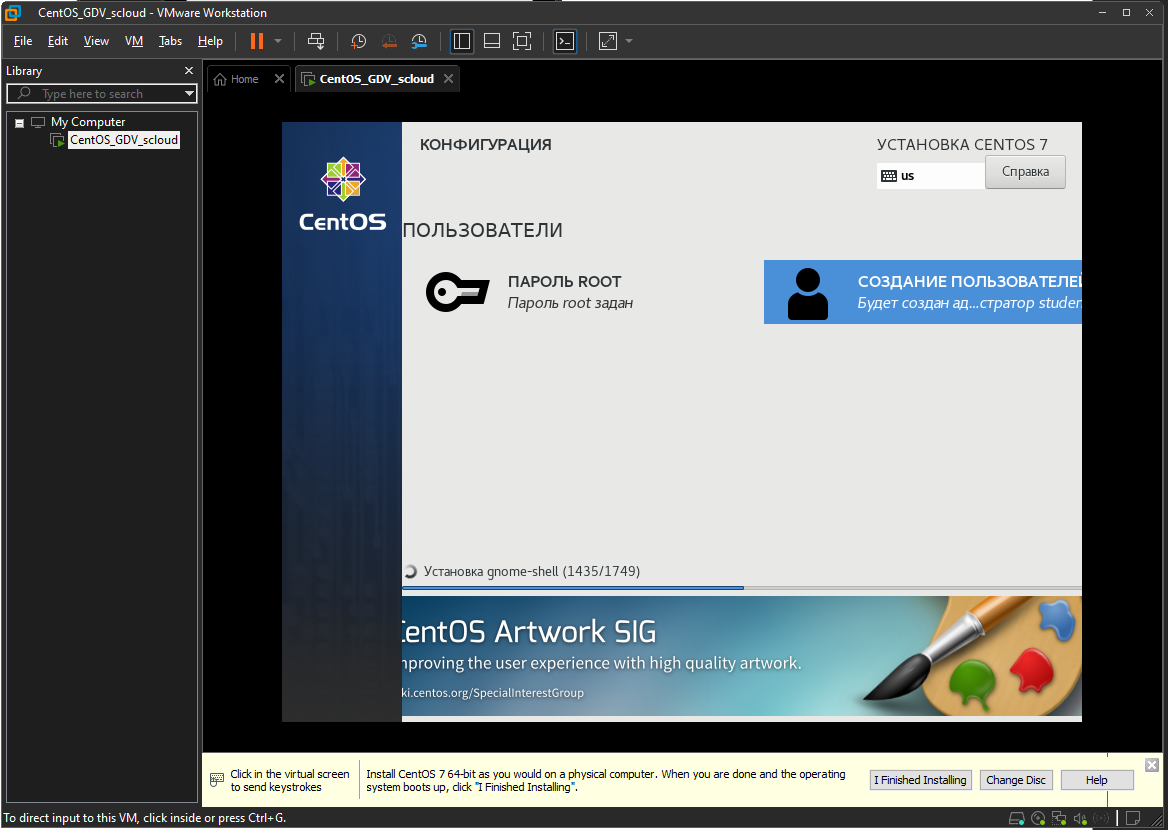 CentOS_GDV_scloud - VMware Workstation
File Edit View VM Tabs Help
Library
Type here to search
My Computer
CentOS_GDV_scloud
Home
CentOS_GDV_scloud
CentOS
КОНФИГУРАЦИЯ
УСТАНОВКА CENTOS 7
us
Справка
ПОЛЬЗОВАТЕЛИ
ПАРОЛЬ ROOT
Пароль root задан
СОЗДАНИЕ ПОЛЬЗОВАТЕЛЕЙ
Будет создан ад...стратор studen
Установка gnome-shell (1435/1749)
CentOS Artwork SIG
mproving the user experience with high quality artwork.
ki.centos.org/SpecialInterestGroup
Click in the virtual screen
to send keystrokes
Install CentOS 7 64-bit as you would on a physical computer. When you are done and the operating
system boots up, click "I Finished Installing".
I Finished Installing
Change Disc
Help
To direct input to this VM, click inside or press Ctrl+G.